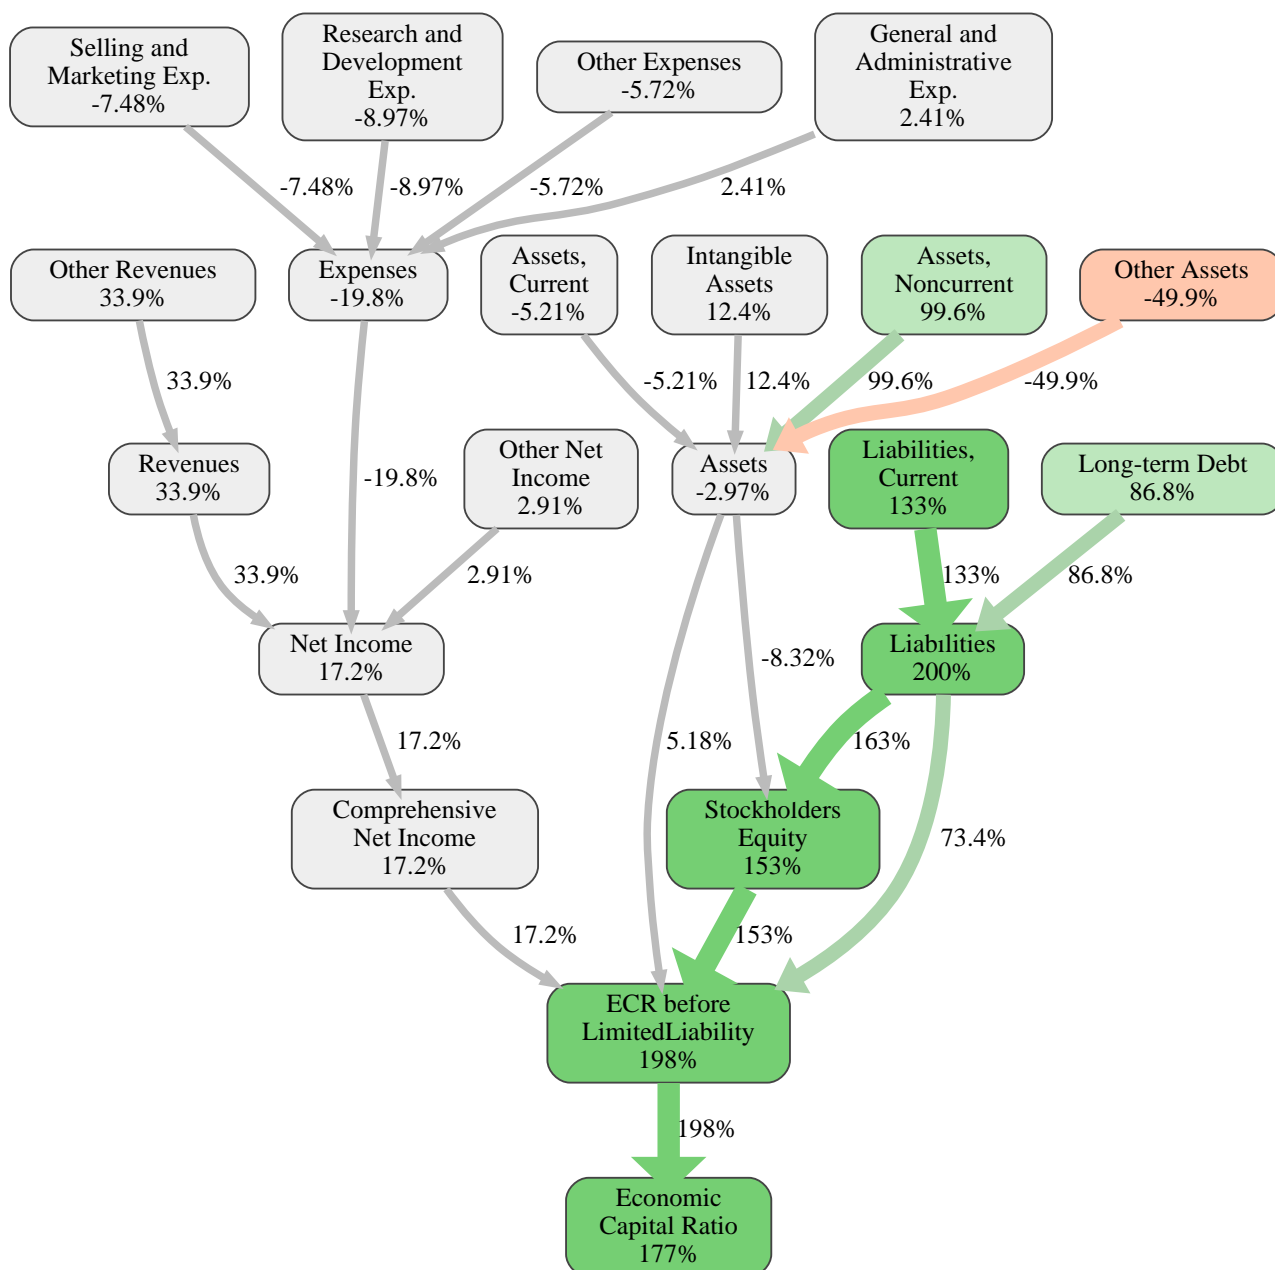 Selling and
Marketing Exp.
-7.48%
Research and
Development
Exp.
-8.97%
Other Expenses
-5.72%
General and
Administrative
Exp.
2.41%
-7.48%
-8.97%
-5.72%
2.41%
Other Revenues
33.9%
Expenses
-19.8%
Assets,
Current
-5.21%
Intangible
Assets
12.4%
Assets,
Noncurrent
99.6%
Other Assets
-49.9%
33.9%
-5.21%
12.4%
99.6%
-49.9%
Revenues
33.9%
-19.8%
Other Net
Income
2.91%
Assets
-2.97%
Liabilities,
Current
133%
Long-term Debt
86.8%
33.9%
2.91%
133%
86.8%
Net Income
17.2%
-8.32%
Liabilities
200%
17.2%
5.18%
163%
Comprehensive
Net Income
17.2%
Stockholders
Equity
153%
73.4%
17.2%
153%
ECR before
LimitedLiability
198%
198%
Economic
Capital Ratio
177%